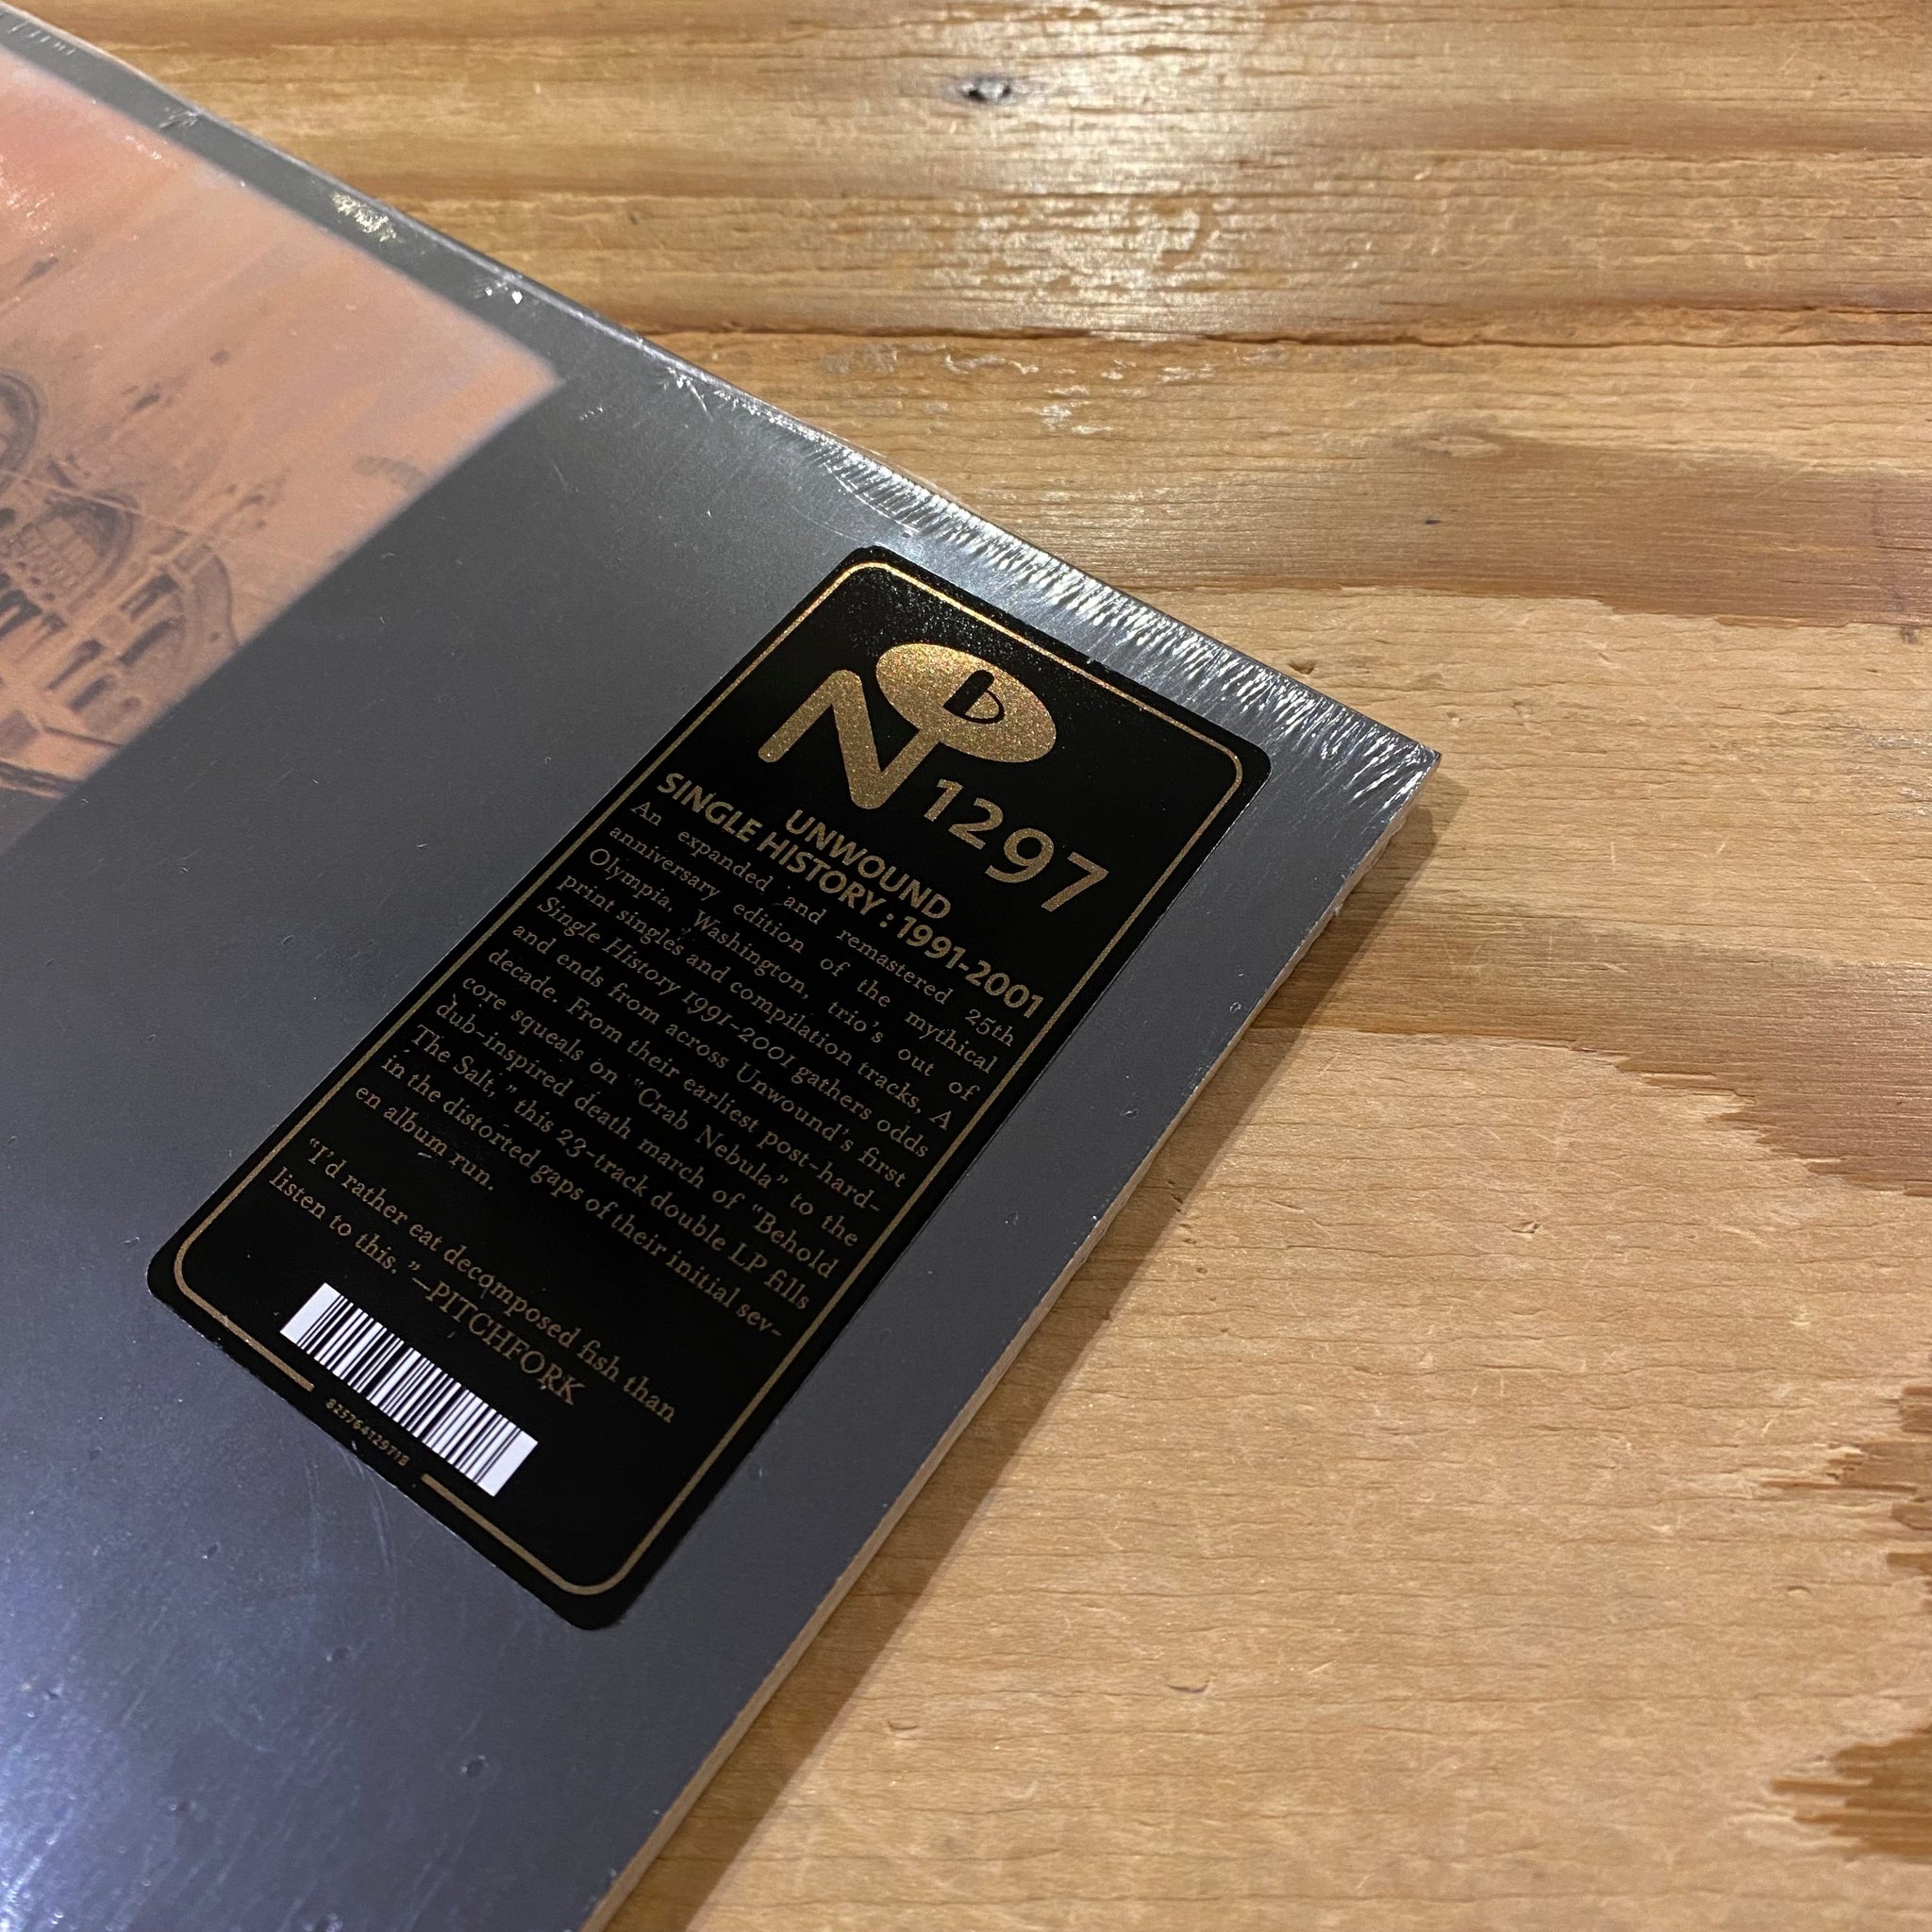 N
1297
UNWOUND
SINGLE HISTORY : 1991-2001
An expanded and remastered 25th
anniversary edition of the mythical
Olympia, Washington, trio's out of
print singles and compilation tracks, A
Single History 1991-2001 gathers odds
and ends from across Unwound's first
decade. From their earliest post-hard-
core squeals on "Crab Nebula" to the
dub-inspired death march of "Behold
The Salt," this 23-track double LP fills
in the distorted gaps of their initial sev-
en album run.
"I'd rather eat decomposed fish than
listen to this."—PITCHFORK
825764129718